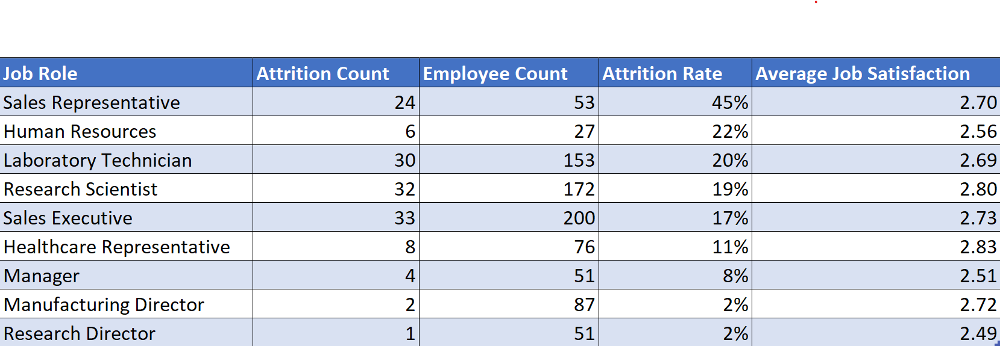 Job Role Attrition Count Employee Count Attrition Rate Average Job Satisfaction
Sales Representative 24 53 45% 2.70
Human Resources 6 27 22% 2.56
Laboratory Technician 30 153 20% 2.69
Research Scientist 32 172 19% 2.80
Sales Executive 33 200 17% 2.73
Healthcare Representative 8 76 11% 2.83
Manager 4 51 8% 2.51
Manufacturing Director 2 87 2% 2.72
Research Director 1 51 2% 2.49